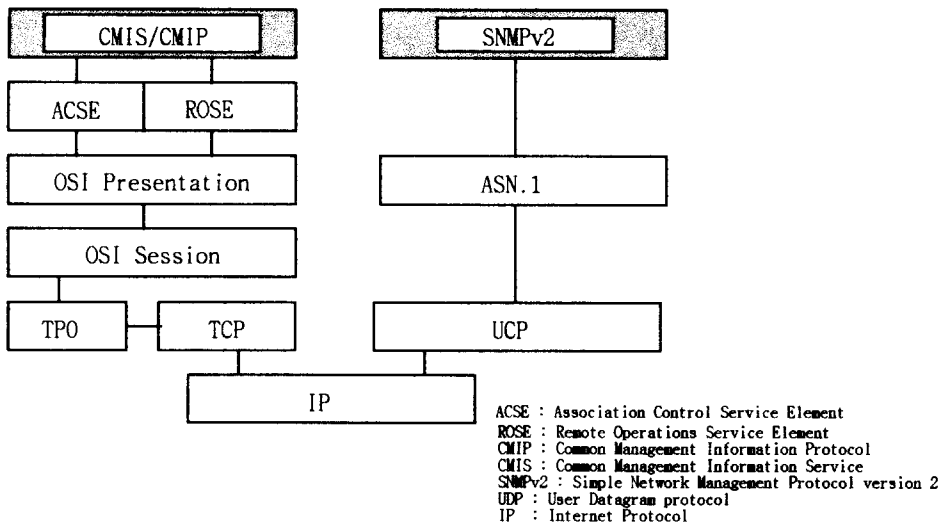 CMIS/CMIP
SNMPv2
ACSE
ROSE
OSI Presentation
ASN.1
OSI Session
TPO
TCP
UCP
IP
ACSE : Association Control Service Element
ROSE : Remote Operations Service Element
CMIP : Common Management Information Protocol
CMIS : Common Management Information Service
SNMPv2 : Simple Network Management Protocol version 2
UDP : User Datagram protocol
IP : Internet Protocol